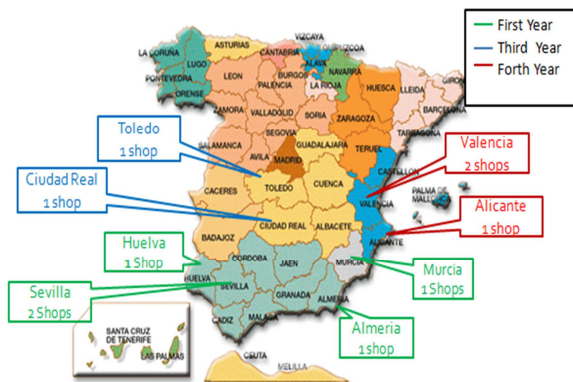 First Year
Third Year
Forth Year
VIZCAYA
GUIPUZCOA
LA CORUÑA
ASTURIAS
CANTABRIA
ALAVA
NAVARRA
LUGO
PONTEVEDRA
ORENSE
LEON
PALENCIA
BURGOS
LA RIOJA
HUESCA
LLEIDA
GIRONA
BARCELONA
TARRAGONA
ZAMORA
VALLADOLID
SORIA
ZARAGOZA
SEGOVIA
SALAMANCA
AVILA
MADRID
GUADALAJARA
TERUEL
CASTELLON
Toledo
1 shop
Valencia
2 shops
Ciudad Real
1 shop
CACERES
TOLEDO
CUENCA
VALENCIA
PALMA DE
MALLORCA
Alicante
1 shop
BADAJOZ
CIUDAD REAL
ALBACETE
ALICANTE
Huelva
1 Shop
MURCIA
Murcia
1 Shops
CORDOBA
JAEN
HUELVA
SEVILLA
Sevilla
2 Shops
GRANADA
ALMERIA
CADIZ
MALAGA
Almeria
1 shop
SANTA CRUZ
DE TENERIFE
LAS PALMAS
CEUTA
MELILLA